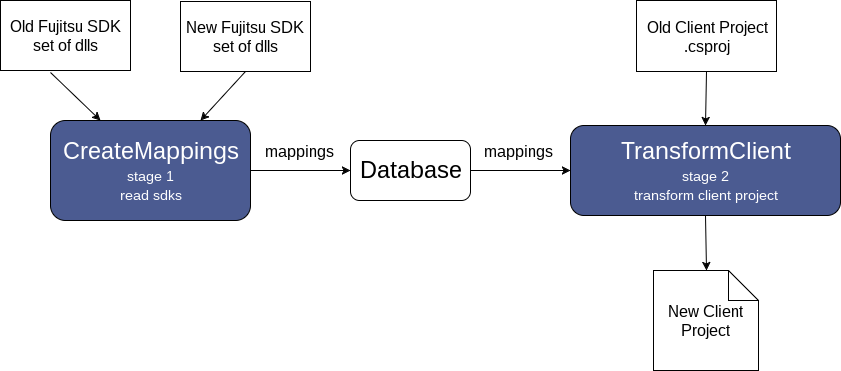 Old Fujitsu SDK
set of dlls
New Fujitsu SDK
set of dlls
Old Client Project
.csproj
CreateMappings
stage 1
read sdks
mappings
Database
mappings
TransformClient
stage 2
transform client project
New Client
Project